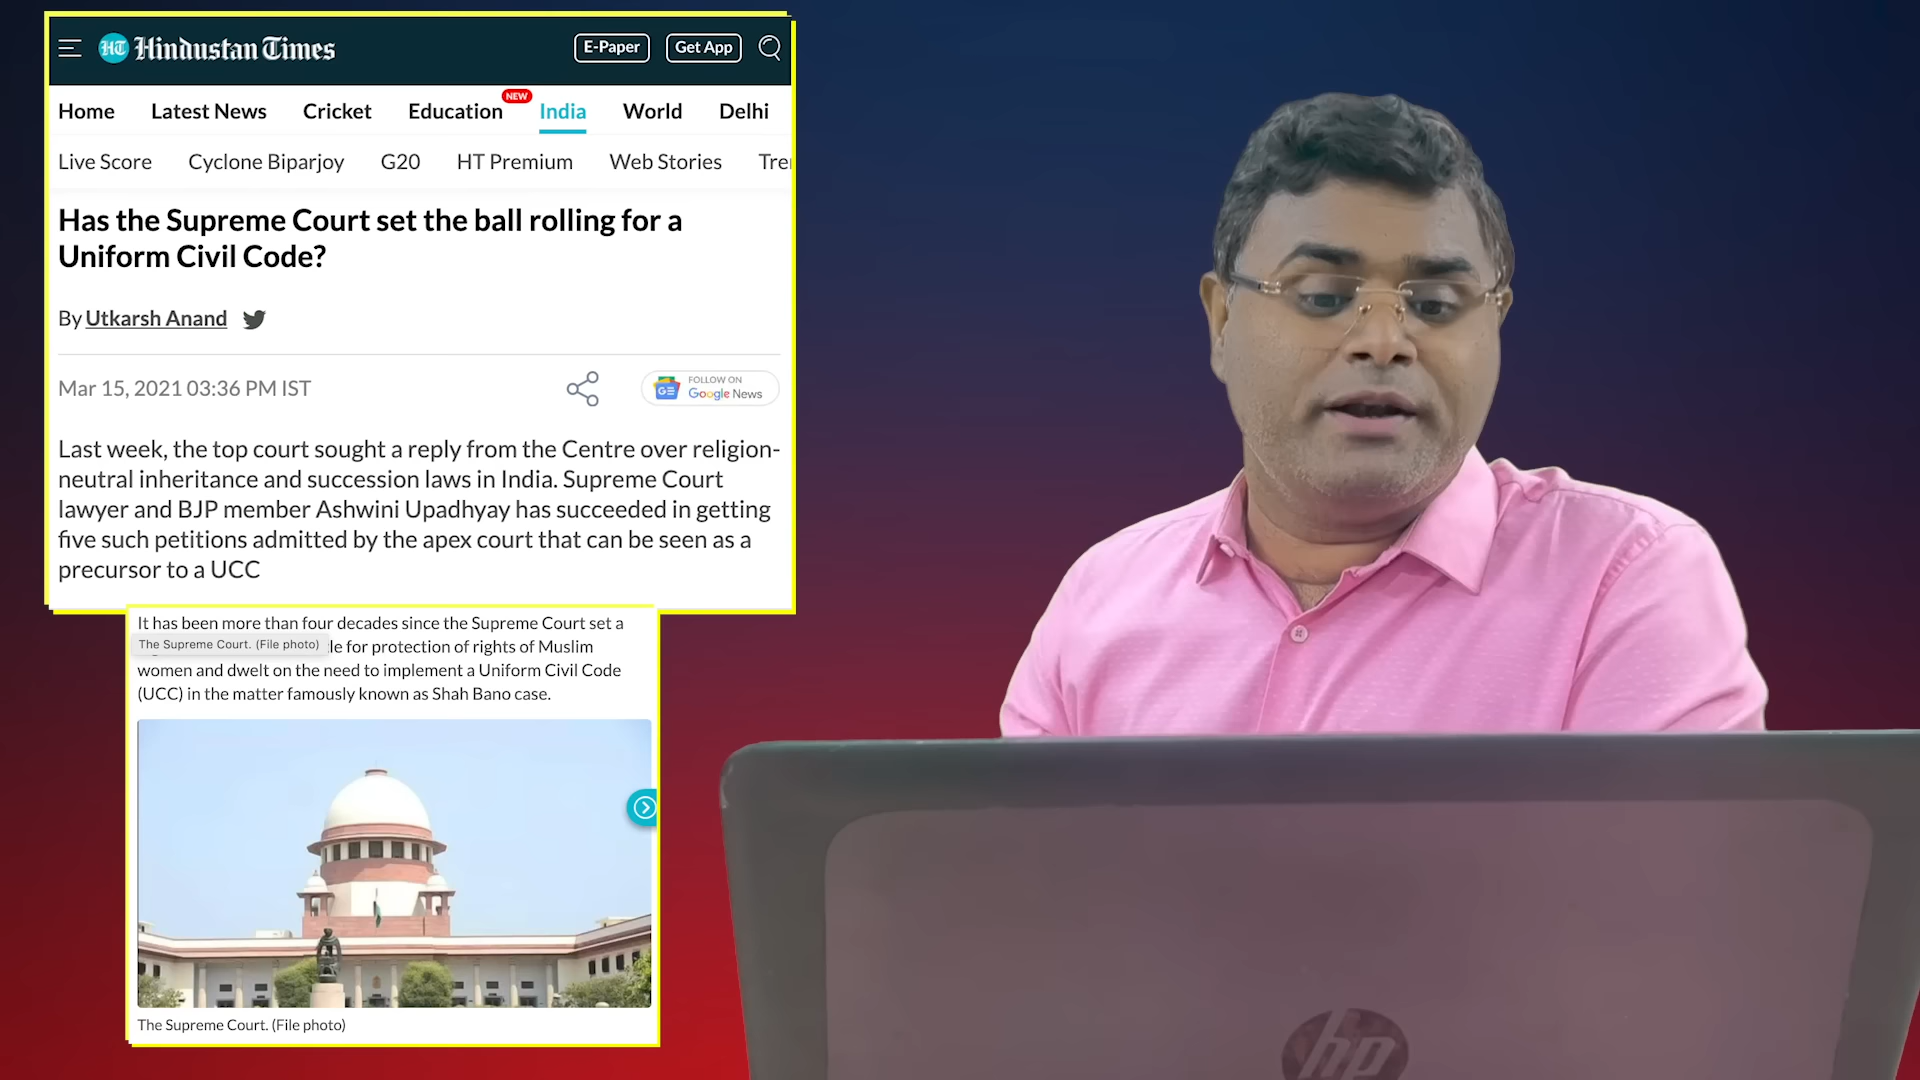 HT Hindustan Times
E-Paper
Get App
Home Latest News Cricket Education NEW India World Delhi
Live Score Cyclone Biparjoy G20 HT Premium Web Stories Tre
Has the Supreme Court set the ball rolling for a
Uniform Civil Code?
By Utkarsh Anand
Mar 15, 2021 03:36 PM IST
FOLLOW ON
GE Google News
Last week, the top court sought a reply from the Centre over religion-
neutral inheritance and succession laws in India. Supreme Court
lawyer and BJP member Ashwini Upadhyay has succeeded in getting
five such petitions admitted by the apex court that can be seen as a
precursor to a UCC
It has been more than four decades since the Supreme Court set a
The Supreme Court. (File photo)
le for protection of rights of Muslim
women and dwelt on the need to implement a Uniform Civil Code
(UCC) in the matter famously known as Shah Bano case.
The Supreme Court. (File photo)
hp